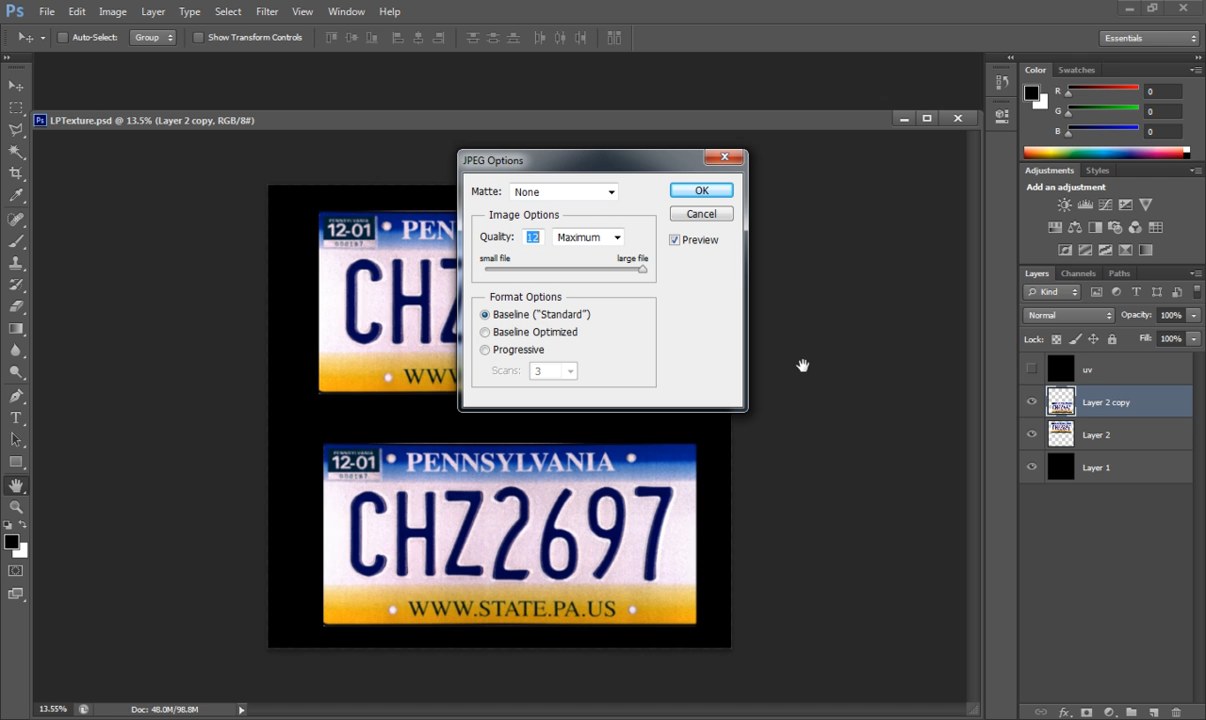 Ps File Edit Image Layer Type Select Filter View Window Help
Auto-Select: Group Show Transform Controls Essentials
Ps LPTexture.psd @ 13.5% (Layer 2 copy, RGB/8#)
12-01
PEN
CHZ
WWW
PENNSYLVANIA
12-01
CHZ2697
WWW.STATE.PA.US
JPEG Options
Matte: None
OK
Image Options
Cancel
Quality: 12 Maximum
Preview
small file large file
Format Options
Baseline ("Standard")
Baseline Optimized
Progressive
Scans: 3
Color Swatches
R 0
G 0
B 0
Adjustments Styles
Add an adjustment
Layers Channels Paths
Kind
Normal Opacity: 100%
Lock: Fill: 100%
uv
Layer 2 copy
Layer 2
Layer 1
13.55% Doc: 48.0M/98.8M